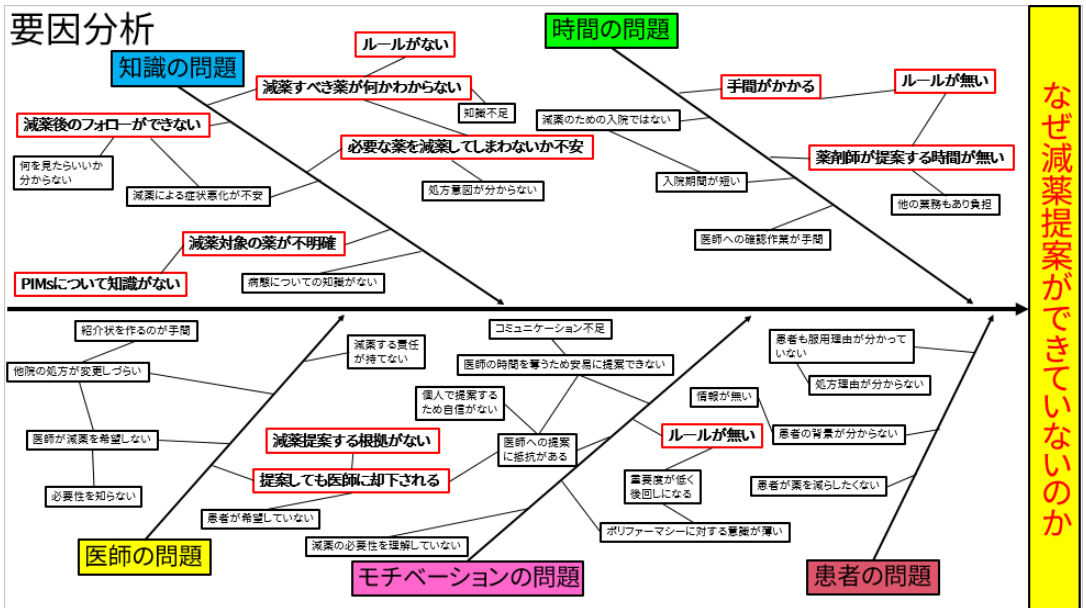 要因分析
知識の問題
ルールがない
減薬すべき薬が何かわからない
知識不足
減薬後のフォローができない
何を見たらいいか
分からない
減薬による症状悪化が不安
必要な薬を減薬してしまわないか不安
処方意図が分からない
減薬対象の薬が不明確
PIMsについて知識がない
病態についての知識がない
時間の問題
手間がかかる
ルールが無い
減薬のための入院ではない
薬剤師が提案する時間が無い
入院期間が短い
他の業務もあり負担
医師への確認作業が手間
なぜ減薬提案ができていないのか
紹介状を作るのが手間
他院の処方が変更しづらい
減薬する責任
が持てない
医師が減薬を希望しない
必要性を知らない
減薬提案する根拠がない
提案しても医師に却下される
患者が希望していない
医師の問題
コミュニケーション不足
医師の時間を奪うため安易に提案できない
個人で提案する
ため自信がない
医師への提案
に抵抗がある
ルールが無い
重要度が低く
後回しになる
ポリファーマシーに対する意識が薄い
減薬の必要性を理解していない
モチベーションの問題
患者も服用理由が分かって
いない
処方理由が分からない
情報が無い
患者の背景が分からない
患者が薬を減らしたくない
患者の問題